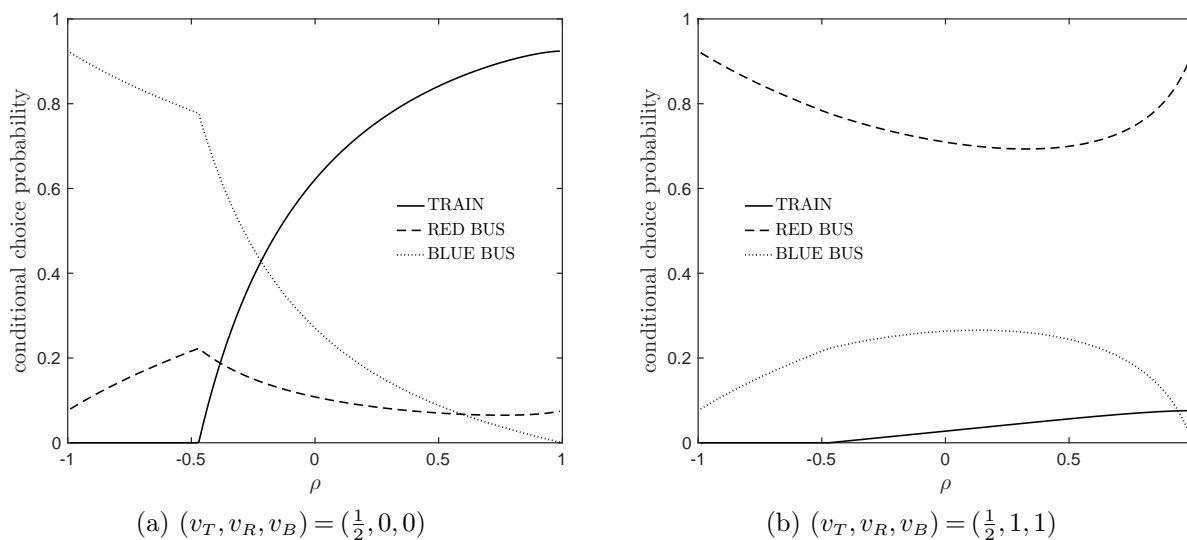 1
0.8
0.6
0.4
0.2
0
conditional choice probability
TRAIN
RED BUS
BLUE BUS
-1 -0.5 0 0.5 1
ρ
(a) (v_T, v_R, v_B) = (1/2, 0, 0)
1
0.8
0.6
0.4
0.2
0
conditional choice probability
TRAIN
RED BUS
BLUE BUS
-1 -0.5 0 0.5
ρ
(b) (v_T, v_R, v_B) = (1/2, 1, 1)